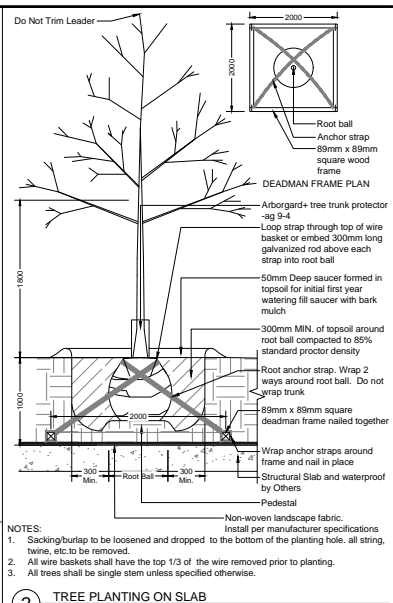 Do Not Trim Leader
2000
2000
Root ball
Anchor strap
89mm x 89mm
square wood
frame
DEADMAN FRAME PLAN
Arborgard+ tree trunk protector
-ag 9-4
Loop strap through top of wire
basket or embed 300mm long
galvanized rod above each
strap into root ball
50mm Deep saucer formed in
topsoil for initial first year
watering fill saucer with bark
mulch
300mm MIN. of topsoil around
root ball compacted to 85%
standard proctor density
Root anchor strap. Wrap 2
ways around root ball. Do not
wrap trunk
89mm x 89mm square
deadman frame nailed together
Wrap anchor straps around
frame and nail in place
Structural Slab and waterproof
by Others
Pedestal
Non-woven landscape fabric.
Install per manufacturer specifications
1800
1000
2000
300
Min.
Root Ball
300
Min.
NOTES:
1. Sacking/burlap to be loosened and dropped to the bottom of the planting hole. all string,
twine, etc.to be removed.
2. All wire baskets shall have the top 1/3 of the wire removed prior to planting.
3. All trees shall be single stem unless specified otherwise.
TREE PLANTING ON SLAB